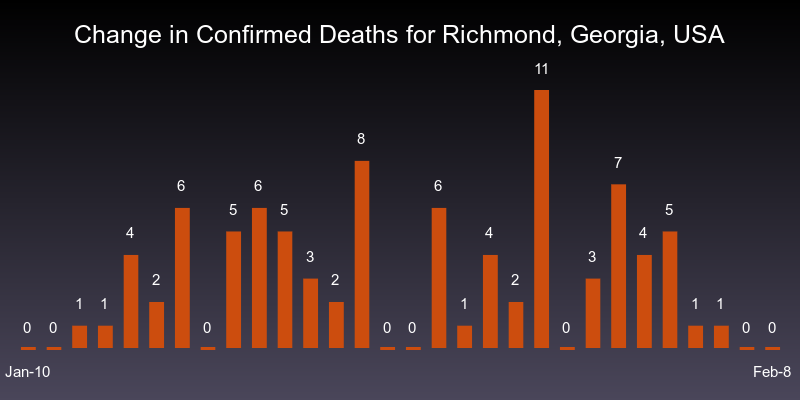 Change in Confirmed Deaths for Richmond, Georgia, USA
0 0 1 1 4 2 6 0 5 6 5 3 2 8 0 0 6 1 4 2 11 0 3 7 4 5 1 1 0 0
Jan-10 Feb-8